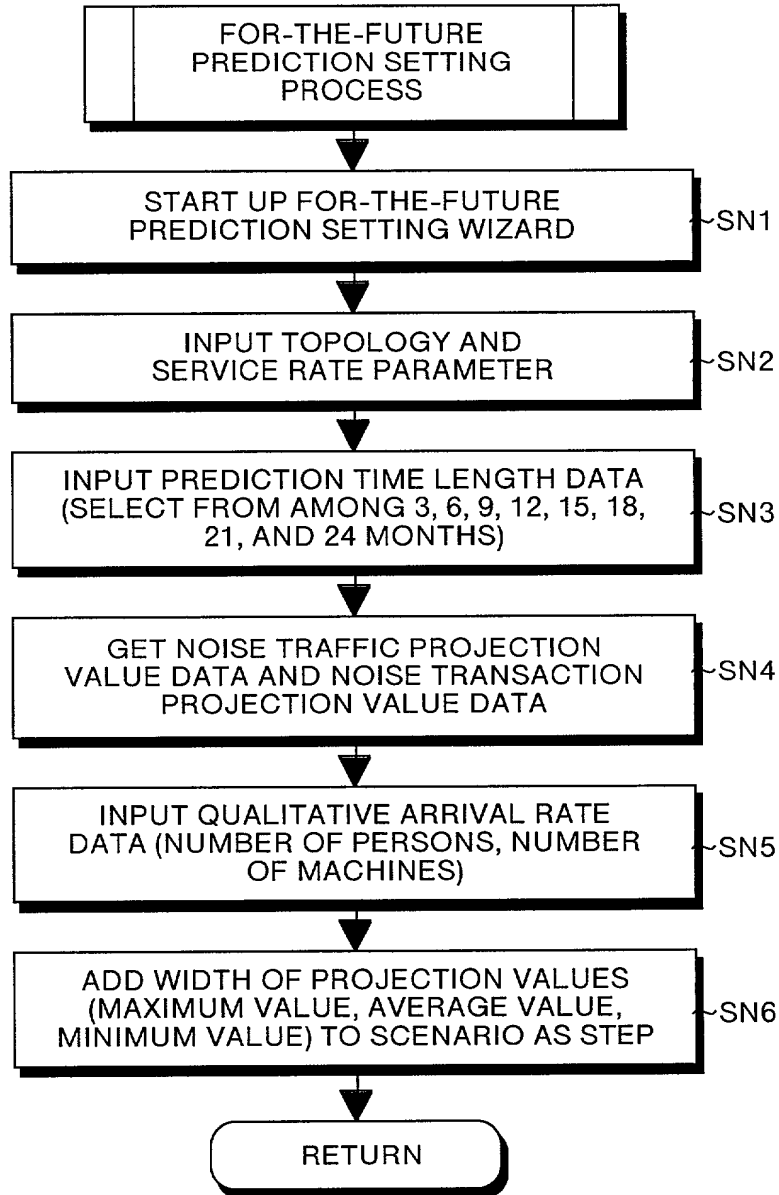 FOR-THE-FUTURE
PREDICTION SETTING
PROCESS
START UP FOR-THE-FUTURE
PREDICTION SETTING WIZARD
SN1
INPUT TOPOLOGY AND
SERVICE RATE PARAMETER
SN2
INPUT PREDICTION TIME LENGTH DATA
(SELECT FROM AMONG 3, 6, 9, 12, 15, 18,
21, AND 24 MONTHS)
SN3
GET NOISE TRAFFIC PROJECTION
VALUE DATA AND NOISE TRANSACTION
PROJECTION VALUE DATA
SN4
INPUT QUALITATIVE ARRIVAL RATE
DATA (NUMBER OF PERSONS, NUMBER
OF MACHINES)
SN5
ADD WIDTH OF PROJECTION VALUES
(MAXIMUM VALUE, AVERAGE VALUE,
MINIMUM VALUE) TO SCENARIO AS STEP
SN6
RETURN